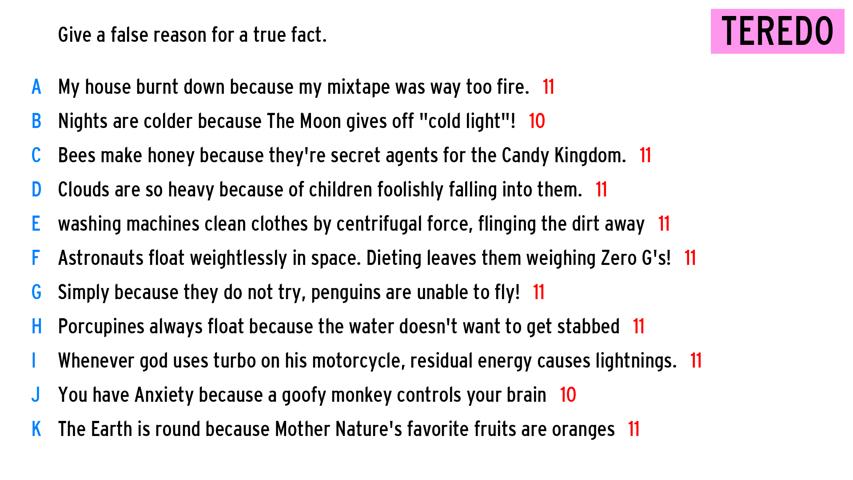 Give a false reason for a true fact.
TEREDO
A My house burnt down because my mixtape was way too fire. 11
B Nights are colder because The Moon gives off "cold light"! 10
C Bees make honey because they're secret agents for the Candy Kingdom. 11
D Clouds are so heavy because of children foolishly falling into them. 11
E washing machines clean clothes by centrifugal force, flinging the dirt away 11
F Astronauts float weightlessly in space. Dieting leaves them weighing Zero G's! 11
G Simply because they do not try, penguins are unable to fly! 11
H Porcupines always float because the water doesn't want to get stabbed 11
I Whenever god uses turbo on his motorcycle, residual energy causes lightnings. 11
J You have Anxiety because a goofy monkey controls your brain 10
K The Earth is round because Mother Nature's favorite fruits are oranges 11